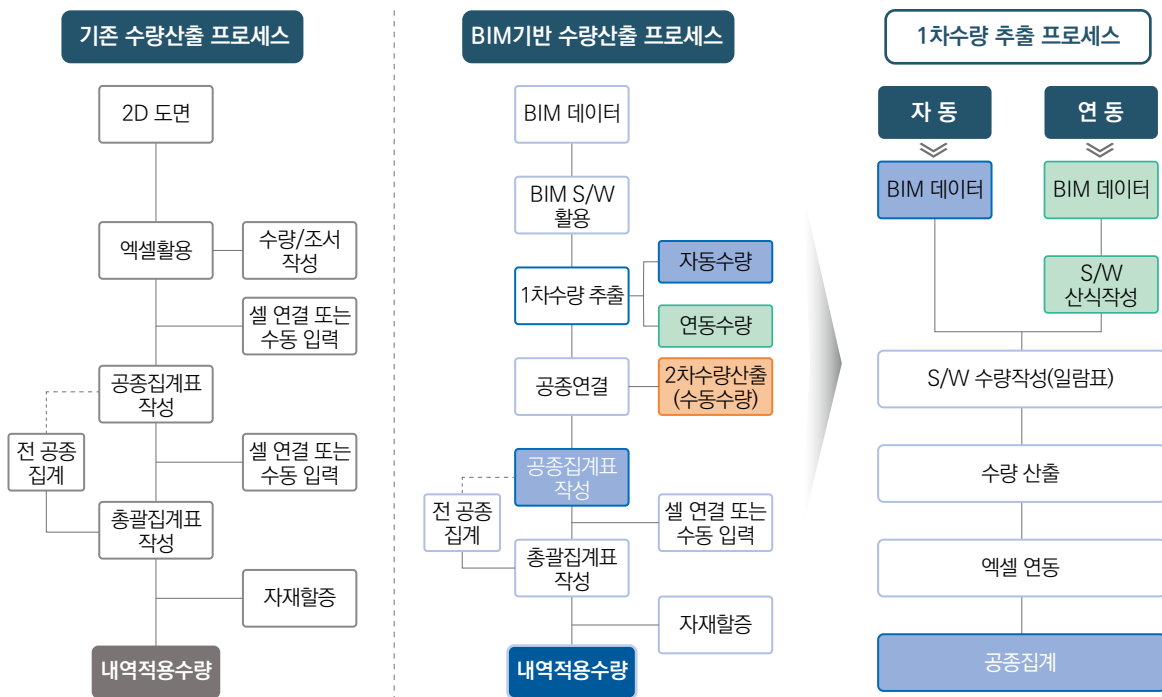 기존 수량산출 프로세스
2D 도면
엑셀활용
수량/조서
작성
셀 연결 또는
수동 입력
공종집계표
작성
전 공종
집계
셀 연결 또는
수동 입력
총괄집계표
작성
자재할증
내역적용수량
BIM기반 수량산출 프로세스
BIM 데이터
BIM S/W
활용
1차수량 추출
자동수량
연동수량
공종연결
2차수량산출
(수동수량)
공종집계표
작성
전 공종
집계
셀 연결 또는
수동 입력
총괄집계표
작성
자재할증
내역적용수량
1차수량 추출 프로세스
자 동
연 동
BIM 데이터
BIM 데이터
S/W
산식작성
S/W 수량작성(일람표)
수량 산출
엑셀 연동
공종집계